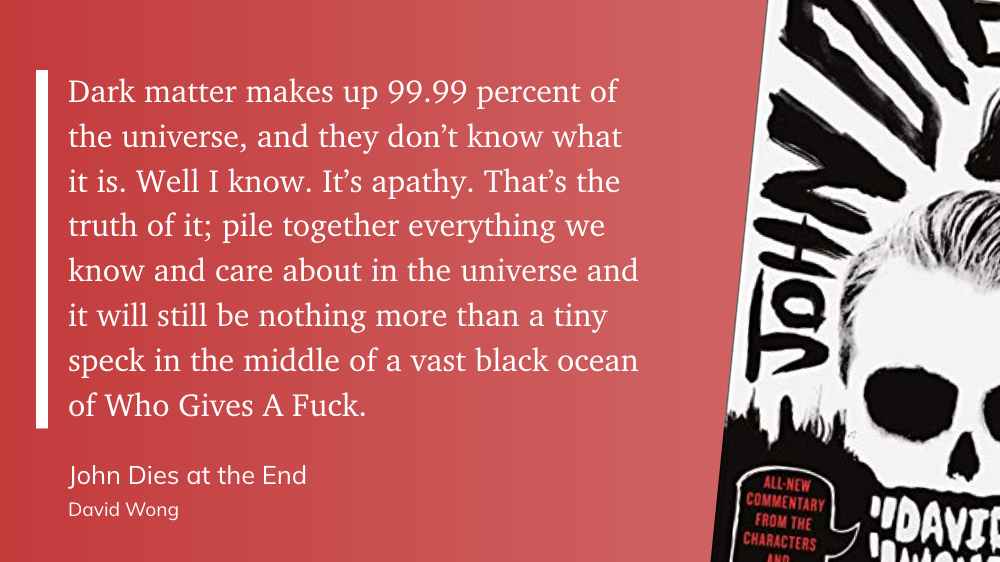 Dark matter makes up 99.99 percent of
the universe, and they don’t know what
it is. Well I know. It’s apathy. That’s the
truth of it; pile together everything we
know and care about in the universe and
it will still be nothing more than a tiny
speck in the middle of a vast black ocean
of Who Gives A Fuck.
John Dies at the End
David Wong
JOHN
ALL-NEW
COMMENTARY
FROM THE
CHARACTERS
AND
"DAVID